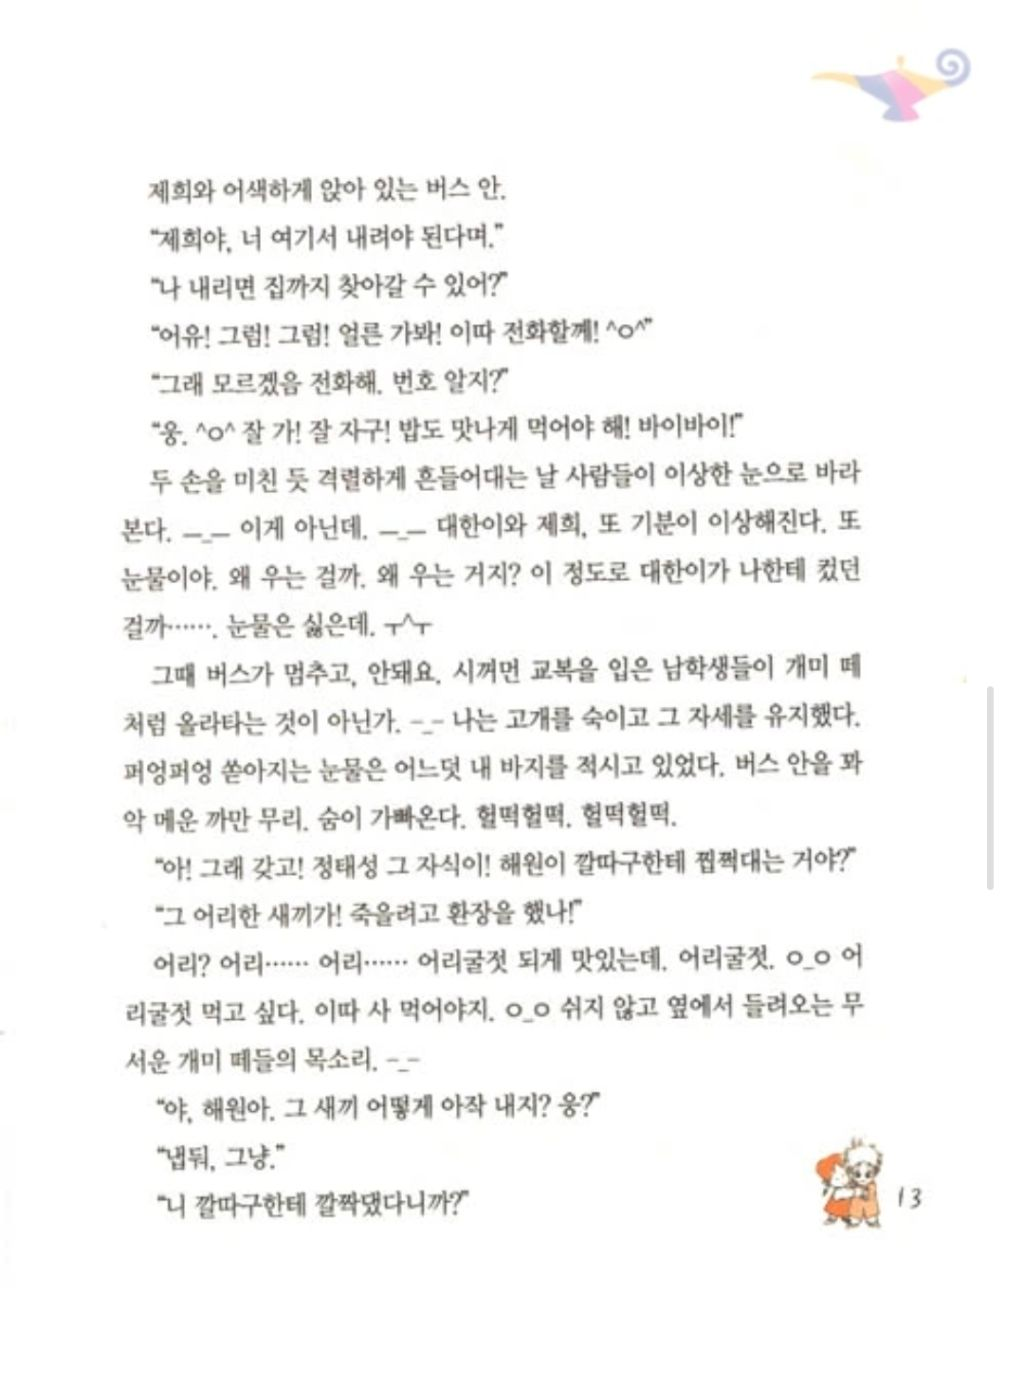 제희와 어색하게 앉아 있는 버스 안.
“제희야, 너 여기서 내려야 된다며.”
“나 내리면 집까지 찾아갈 수 있어?”
“어유! 그럼! 그럼! 얼른 가봐! 이따 전화할께! ^o^”
“그래 모르겠음 전화해. 번호 알지?”
“웅. ^o^ 잘 가! 잘 자구! 밥도 맛나게 먹어야 해! 바이바이!”
두 손을 미친 듯 격렬하게 흔들어대는 날 사람들이 이상한 눈으로 바라
본다. ㅡ_ㅡ 이게 아닌데. ㅡ_ㅡ 대한이와 제희, 또 기분이 이상해진다. 또
눈물이야. 왜 우는 걸까. 왜 우는 거지? 이 정도로 대한이가 나한테 컸던
걸까……. 눈물은 싫은데. ㅜ^ㅜ
그때 버스가 멈추고, 안돼요. 시꺼먼 교복을 입은 남학생들이 개미 떼
처럼 올라타는 것이 아닌가. -_- 나는 고개를 숙이고 그 자세를 유지했다.
퍼엉퍼엉 쏟아지는 눈물은 어느덧 내 바지를 적시고 있었다. 버스 안을 꽈
악 메운 까만 무리. 숨이 가빠온다. 헐떡헐떡. 헐떡헐떡.
“아! 그래 갖고! 정태성 그 자식이! 해원이 깔따구한테 찝쩍대는 거야?”
“그 어리한 새끼가! 죽을려고 환장을 했나!”
어리? 어리…… 어리…… 어리굴젓 되게 맛있는데. 어리굴젓. o_o 어
리굴젓 먹고 싶다. 이따 사 먹어야지. o_o 쉬지 않고 옆에서 들려오는 무
서운 개미 떼들의 목소리. -_-
“야, 해원아. 그 새끼 어떻게 아작 내지? 웅?”
“냅둬, 그냥.”
“니 깔따구한테 깔짝댔다니까?”
13